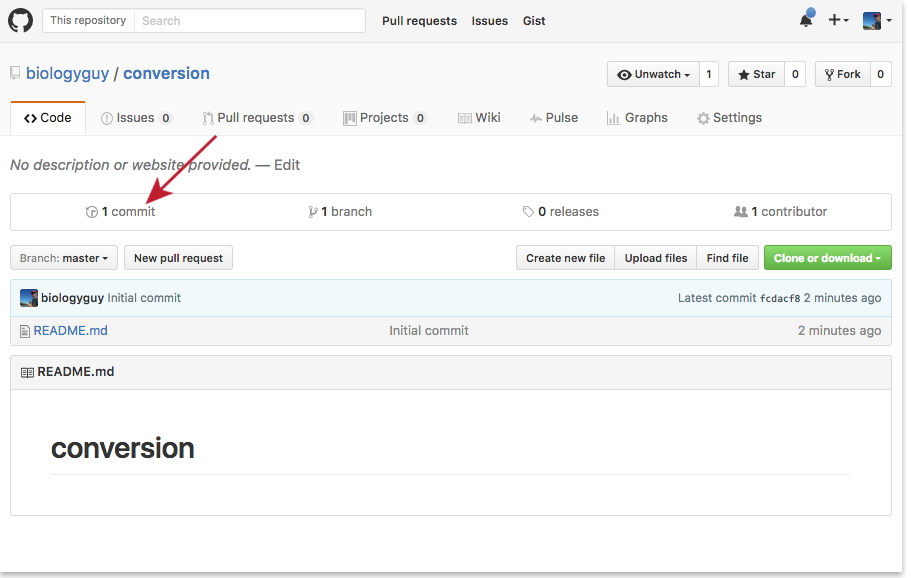 This repository Search Pull requests Issues Gist
biologyguy / conversion Unwatch 1 Star 0 Fork 0
Code Issues 0 Pull requests 0 Projects 0 Wiki Pulse Graphs Settings
No description or website provided. — Edit
1 commit 1 branch 0 releases 1 contributor
Branch: master New pull request Create new file Upload files Find file Clone or download
biologyguy Initial commit Latest commit fcdacf8 2 minutes ago
README.md Initial commit 2 minutes ago
README.md
conversion